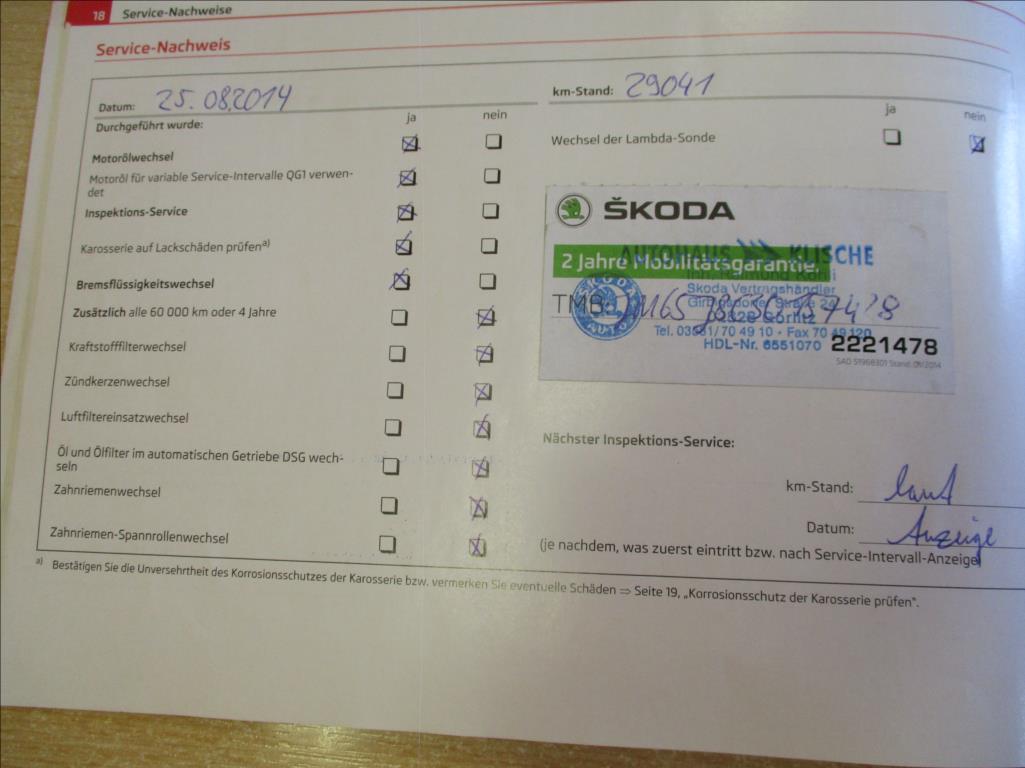 18 Service-Nachweise
Service-Nachweis
Datum: 25.08.2014
km-Stand: 29041
Durchgeführt wurde:
ja nein
ja nein
Motorölwechsel
Wechsel der Lambda-Sonde
Motoröl für variable Service-Intervalle QG1 verwen-
det
Inspektions-Service
Karosserie auf Lackschäden prüfen a)
Bremsflüssigkeitswechsel
Zusätzlich alle 60 000 km oder 4 Jahre
Kraftstofffilterwechsel
Zündkerzenwechsel
Luftfiltereinsatzwechsel
Öl und Ölfilter im automatischen Getriebe DSG wech-
seln
Zahnriemenwechsel
Zahnriemen-Spannrollenwechsel
ŠKODA
AUTOHAUS KLISCHE
2 Jahre Mobilitätsgarantie.
Skoda Vertragshändler
TMB
ŠKODA
AUTO
Görlitz
Tel. 03581/70 49 10 - Fax 70 49 120
HDL-Nr. 6551070 2221478
Nächster Inspektions-Service:
km-Stand: laut
Datum: Anzeige
(je nachdem, was zuerst eintritt bzw. nach Service-Intervall-Anzeige)
a) Bestätigen Sie die Unversehrtheit des Korrosionsschutzes der Karosserie bzw. vermerken Sie eventuelle Schäden ⇒ Seite 19, „Korrosionsschutz der Karosserie prüfen“.